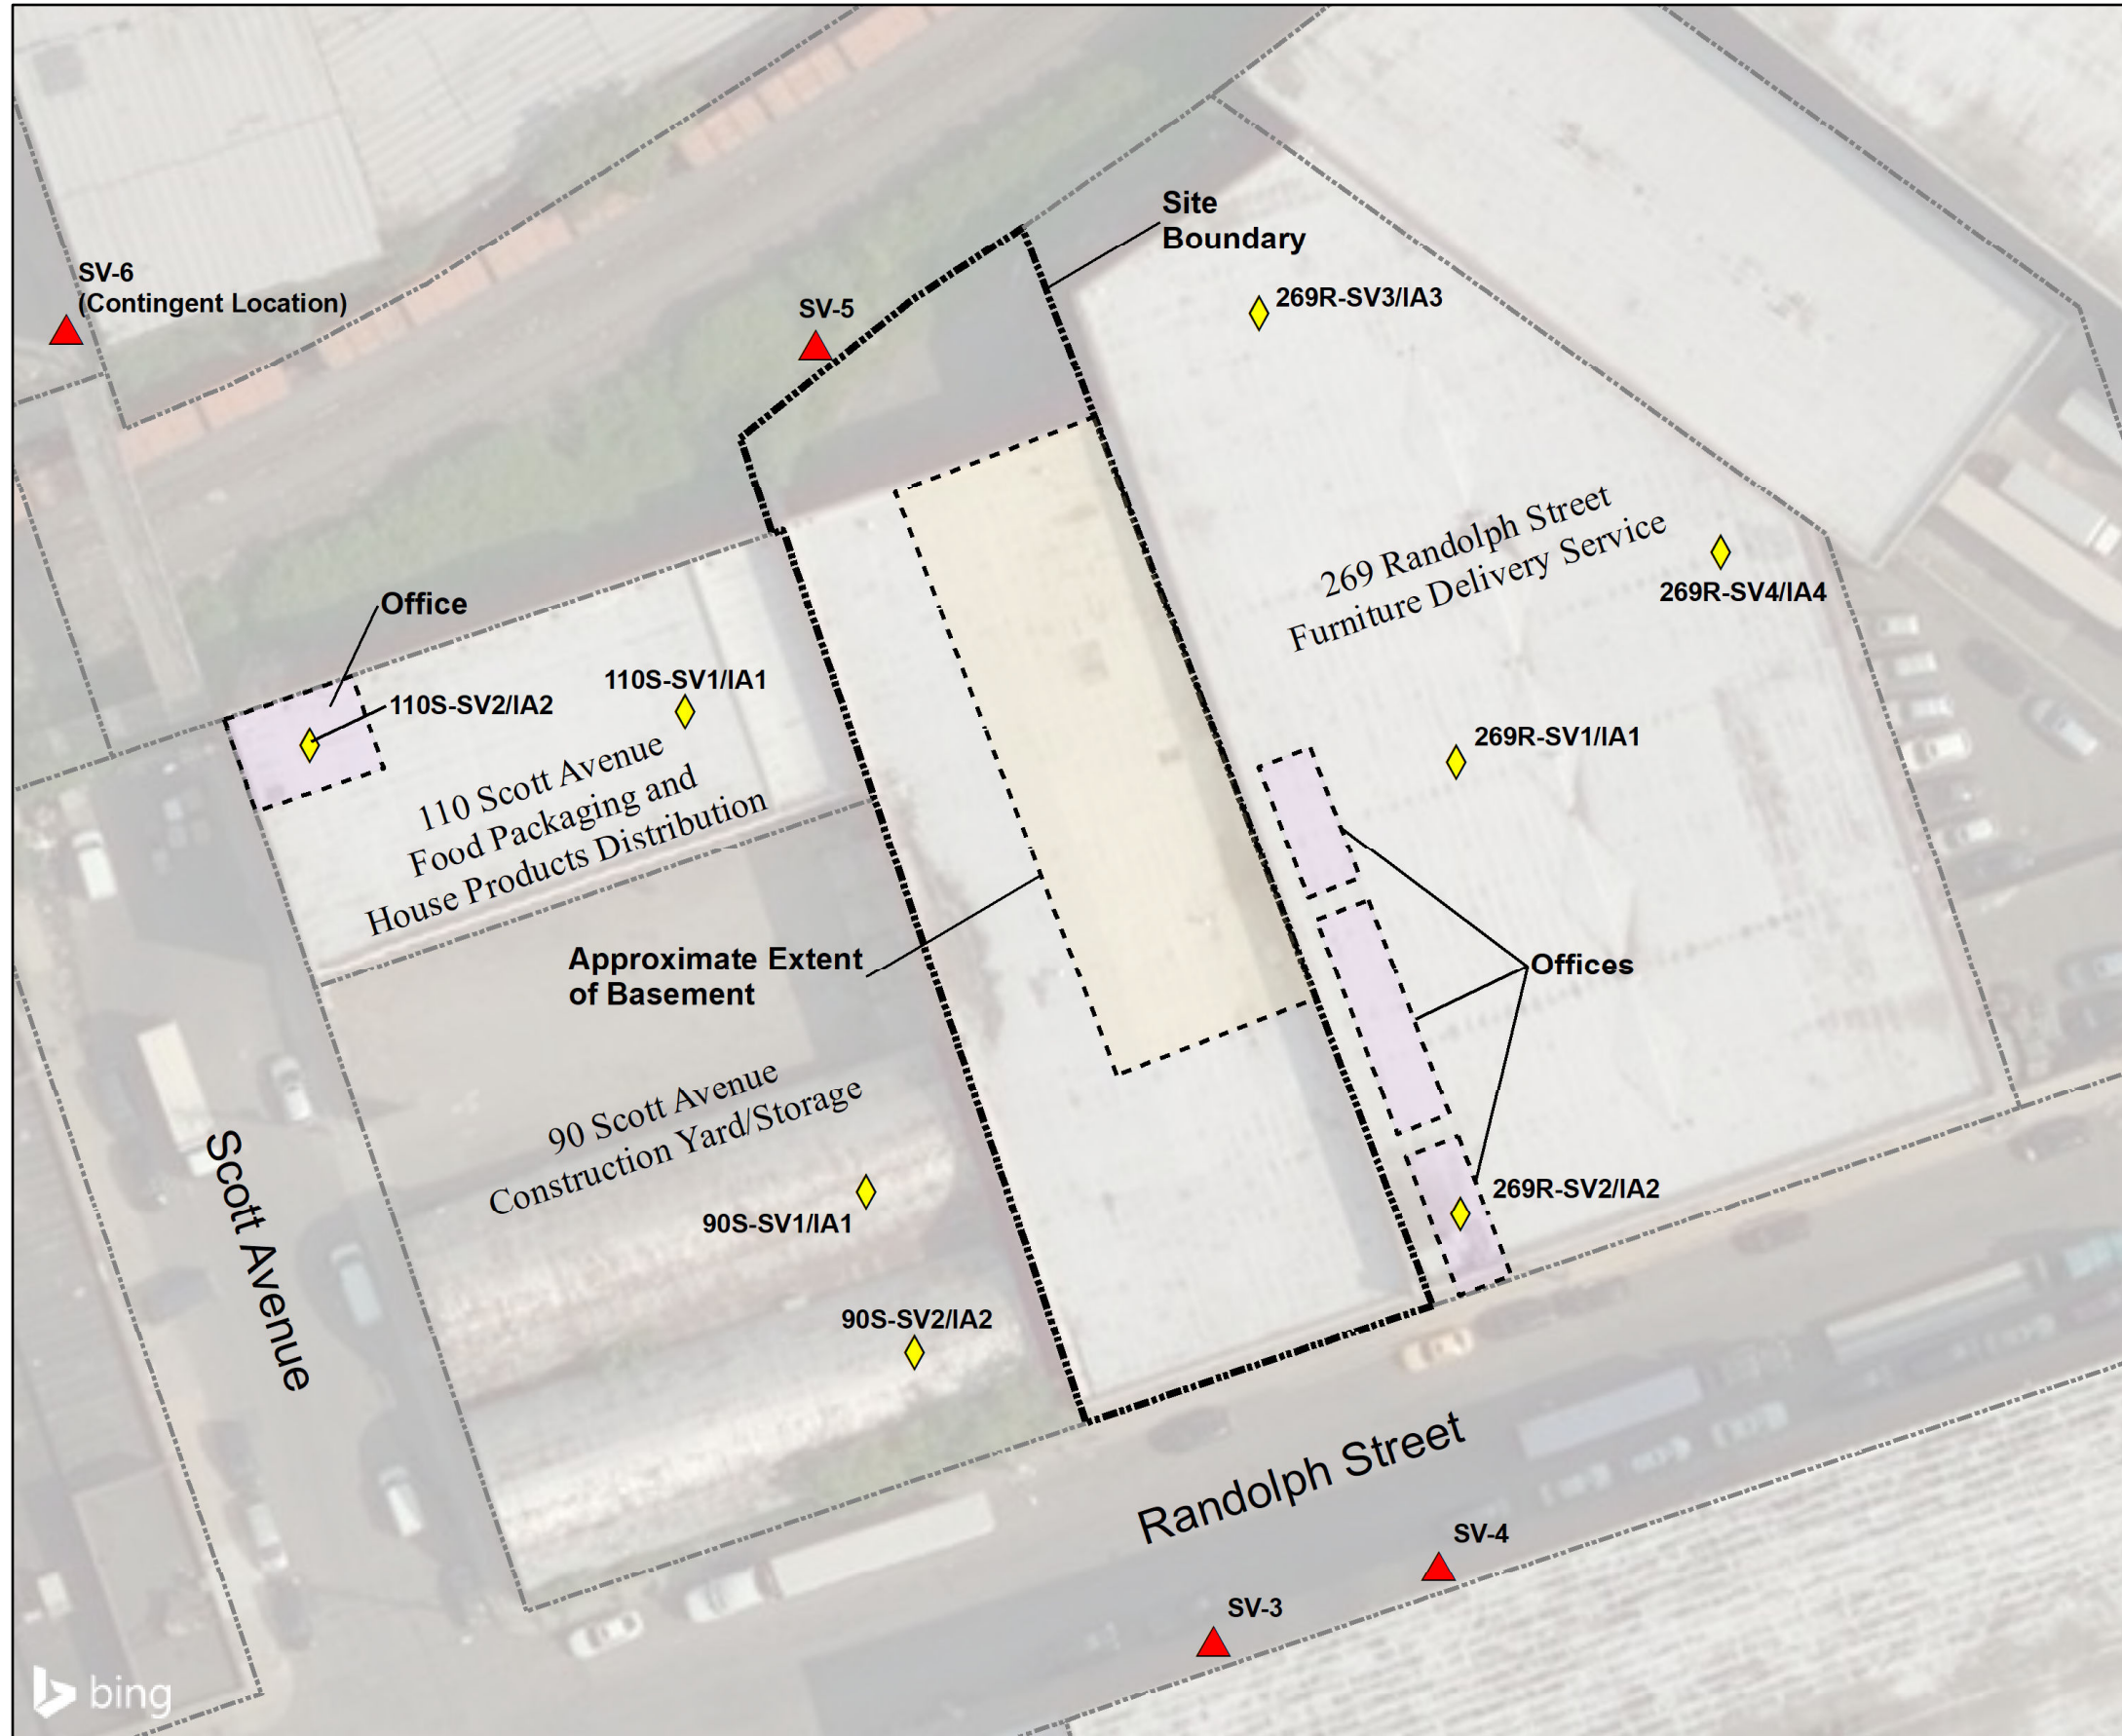 Site
Boundary
SV-6
(Contingent Location)
SV-5
269R-SV3/IA3
269 Randolph Street
Furniture Delivery Service
269R-SV4/IA4
Office
110S-SV1/IA1
110S-SV2/IA2
269R-SV1/IA1
110 Scott Avenue
Food Packaging and
House Products Distribution
Approximate Extent
of Basement
Offices
90 Scott Avenue
Construction Yard/Storage
Scott Avenue
90S-SV1/IA1
269R-SV2/IA2
90S-SV2/IA2
Randolph Street
SV-4
SV-3
bing